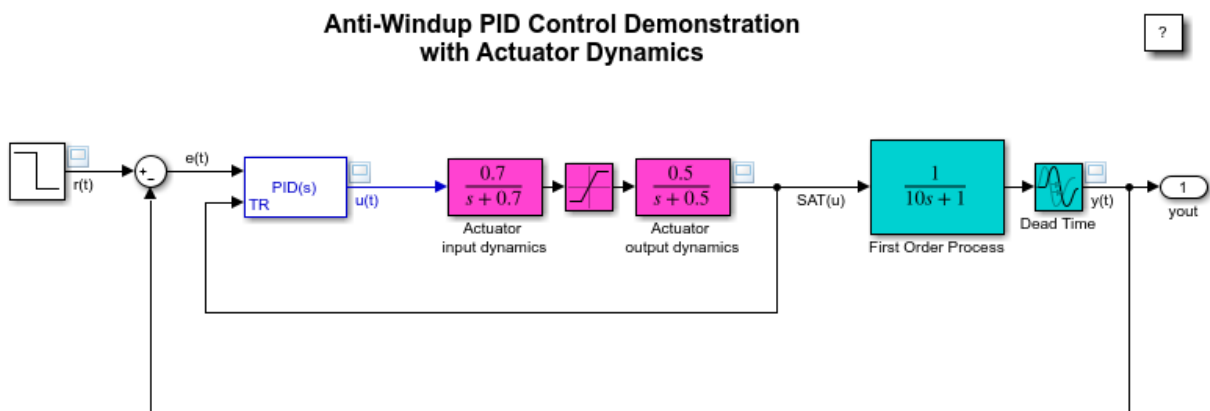 Anti-Windup PID Control Demonstration
with Actuator Dynamics
?
r(t)
+
−
e(t)
PID(s)
TR
u(t)
0.7
s + 0.7
Actuator
input dynamics
0.5
s + 0.5
Actuator
output dynamics
SAT(u)
1
10s + 1
First Order Process
Dead Time
y(t)
1
yout